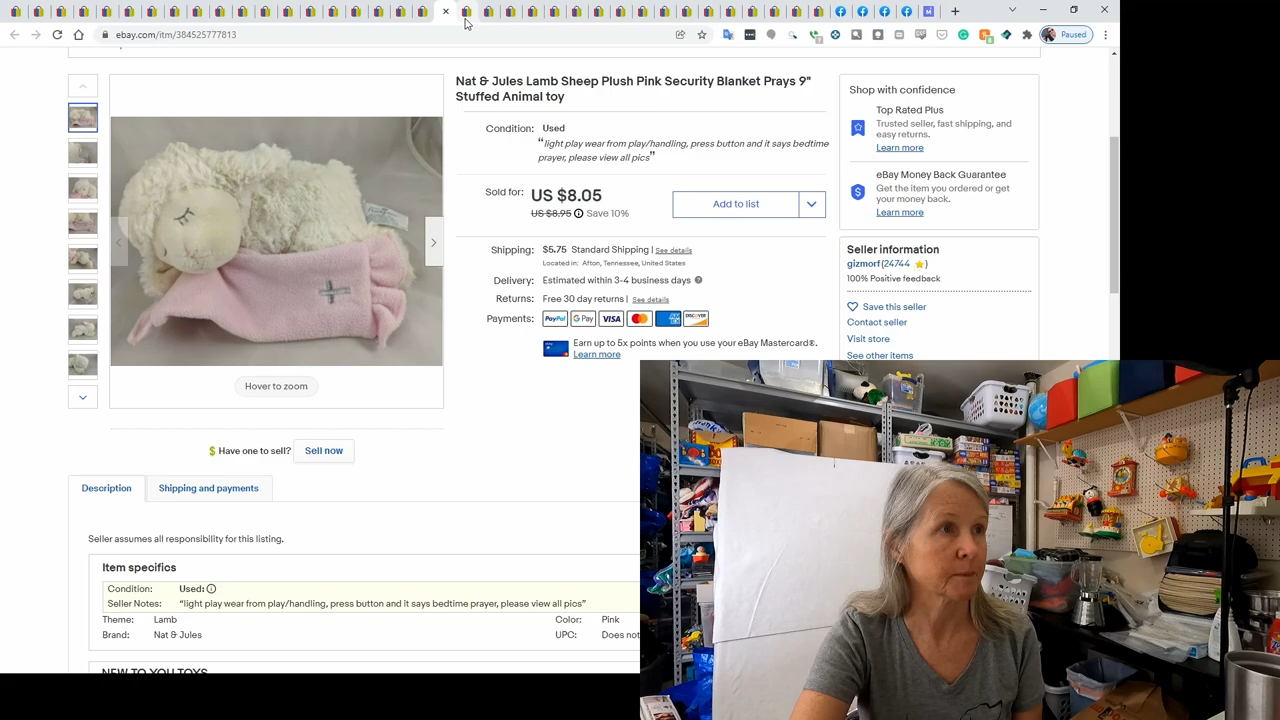 ebay.com/itm/384525777813
Paused
Nat & Jules Lamb Sheep Plush Pink Security Blanket Prays 9"
Stuffed Animal toy
Condition: Used
"light play wear from play/handling, press button and it says bedtime
prayer, please view all pics"
Sold for: US $8.05
US $8.95 Save 10%
Add to list
Shipping: $5.75 Standard Shipping | See details
Located in: Afton, Tennessee, United States
Delivery: Estimated within 3-4 business days
Returns: Free 30 day returns | See details
Payments: PayPal G Pay VISA DISCOVER
Earn up to 5x points when you use your eBay Mastercard®.
Learn more
Shop with confidence
Top Rated Plus
Trusted seller, fast shipping, and
easy returns.
Learn more
eBay Money Back Guarantee
Get the item you ordered or get
your money back.
Learn more
Seller information
gizmorf (24744 )
100% Positive feedback
Save this seller
Contact seller
Visit store
See other items
Hover to zoom
Have one to sell? Sell now
Description
Shipping and payments
Seller assumes all responsibility for this listing.
Item specifics
Condition: Used:
Seller Notes: "light play wear from play/handling, press button and it says bedtime prayer, please view all pics"
Theme: Lamb
Color: Pink
Brand: Nat & Jules
UPC: Does not
NEW TO YOU TOYS